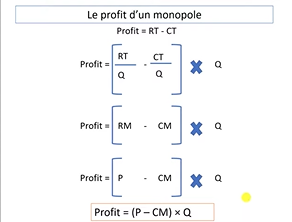 Le profit d'un monopole
Profit = RT - CT
Profit = [ RT/Q - CT/Q ] × Q
Profit = [ RM - CM ] × Q
Profit = [ P - CM ] × Q
Profit = (P – CM) × Q